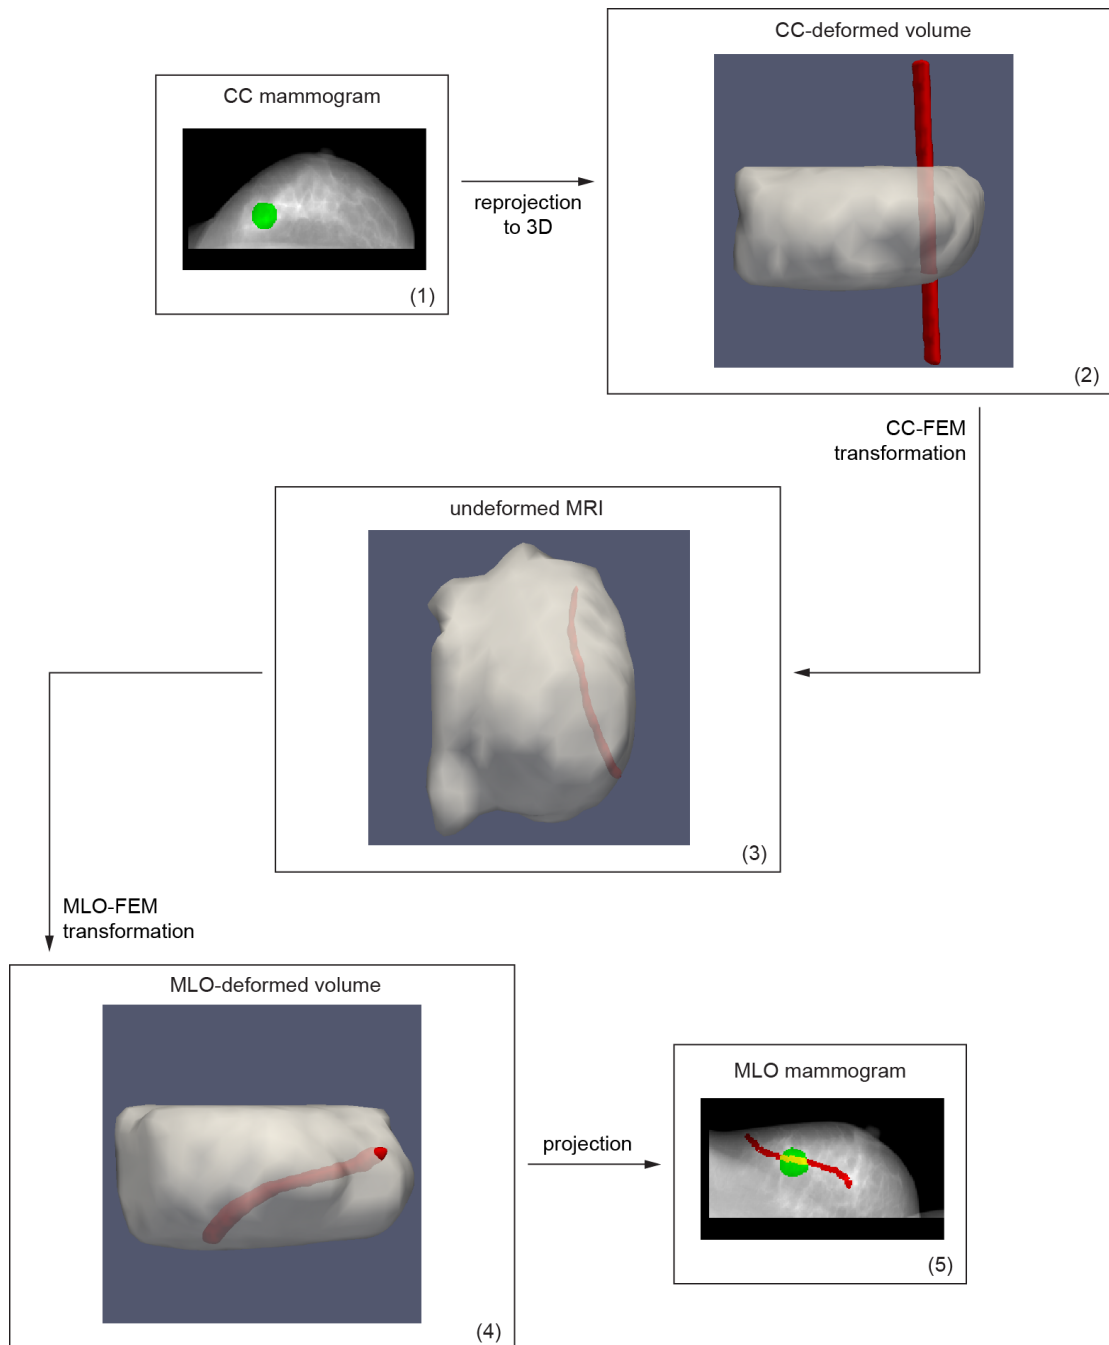 CC-deformed volume
CC mammogram
reprojection
to 3D
(1)
(2)
CC-FEM
transformation
undeformed MRI
(3)
MLO-FEM
transformation
MLO-deformed volume
MLO mammogram
projection
(5)
(4)